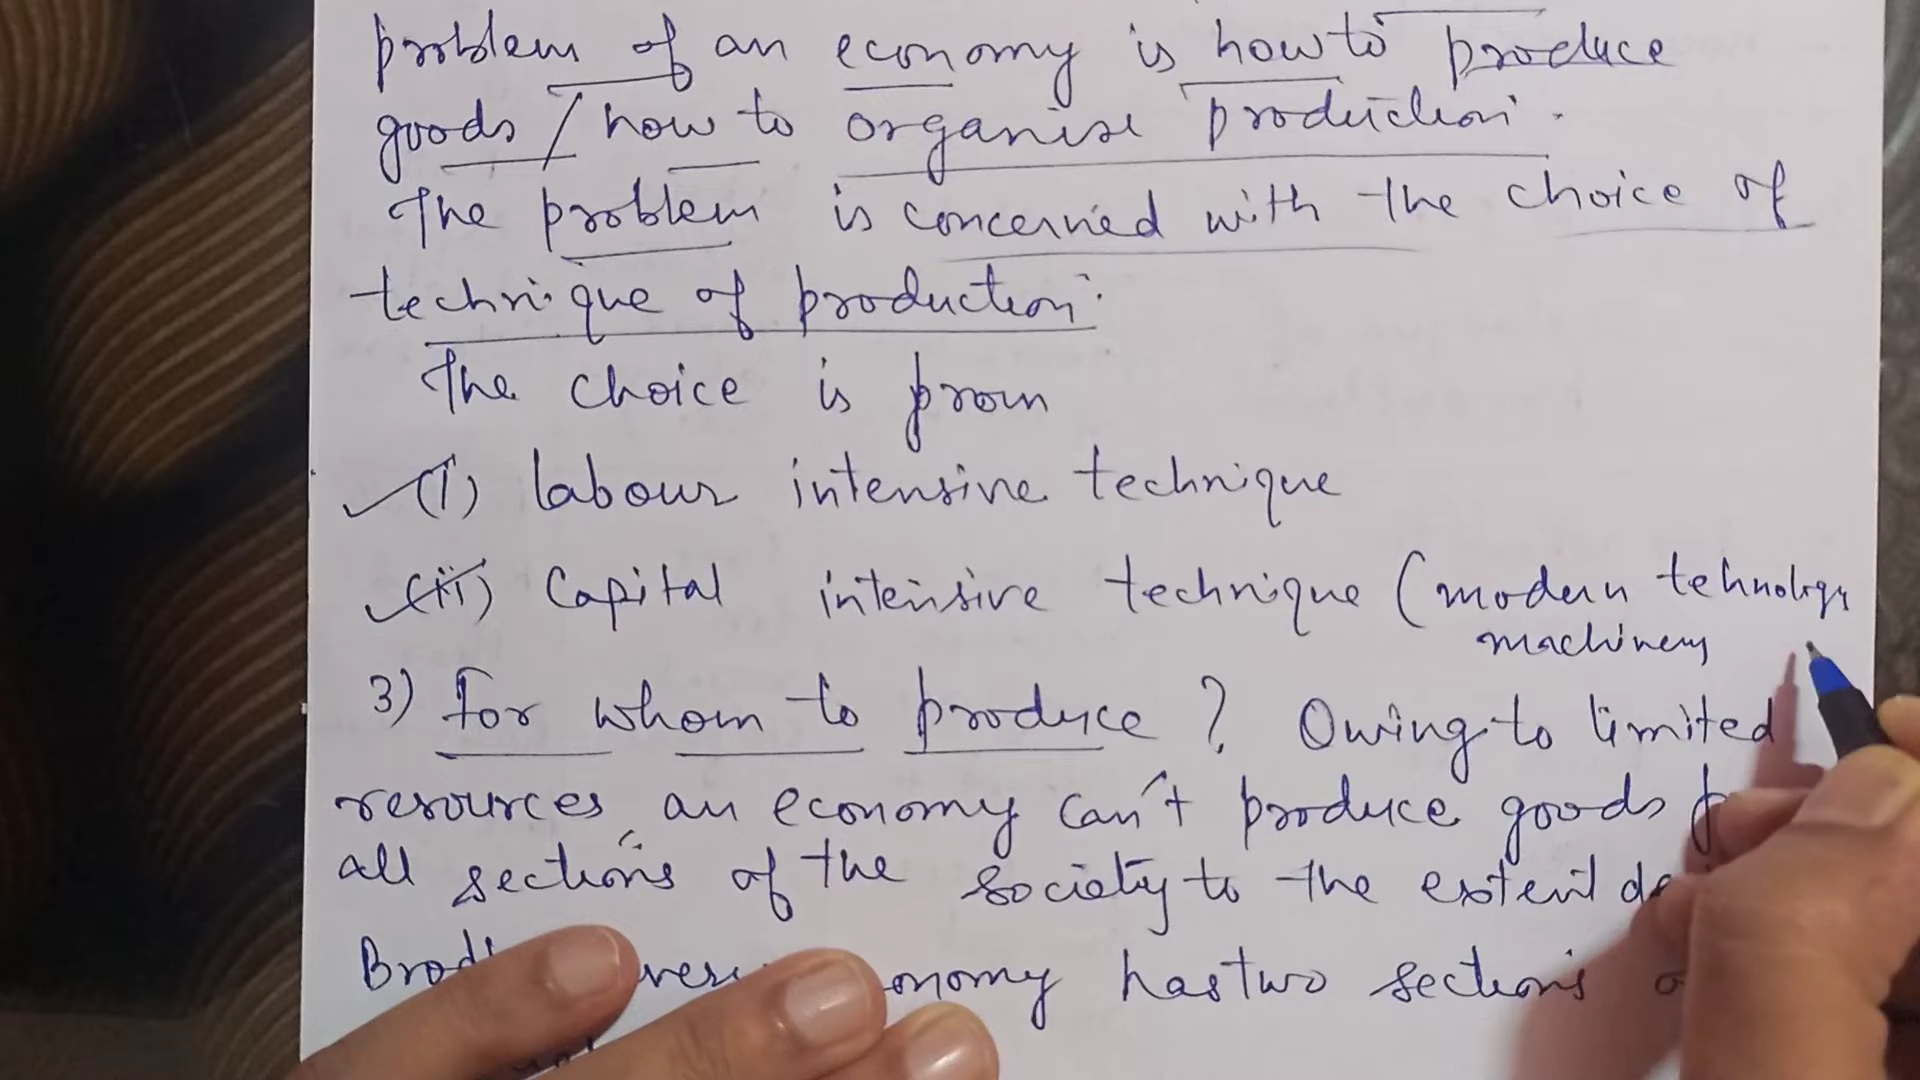 problem of an economy is how to produce
goods / how to organise production.
The problem is concerned with the choice of
technique of production.
The choice is from
(i) labour intensive technique
(ii) Capital intensive technique (modern tehnology
machinery
3) For whom to produce ? Owing to limited
resources an economy can't produce goods
all sections of the society to the extent
has two sections